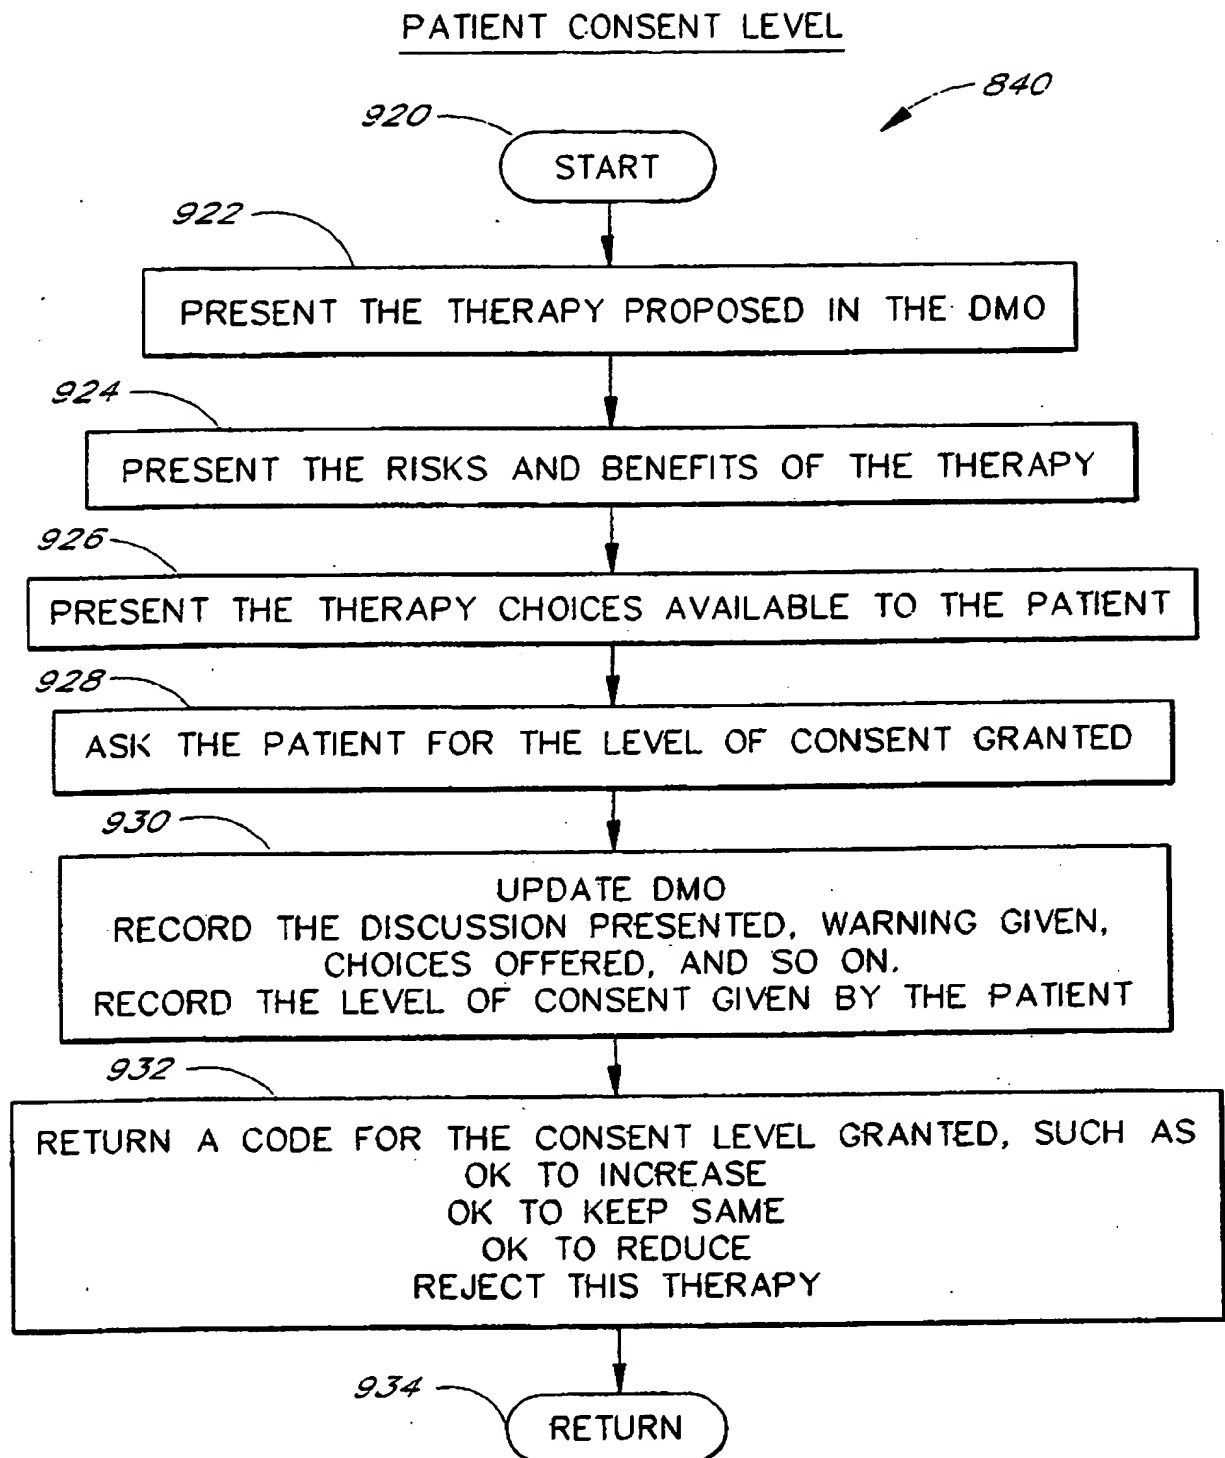 PATIENT CONSENT LEVEL
840
920
START
922
PRESENT THE THERAPY PROPOSED IN THE DMO
924
PRESENT THE RISKS AND BENEFITS OF THE THERAPY
926
PRESENT THE THERAPY CHOICES AVAILABLE TO THE PATIENT
928
ASK THE PATIENT FOR THE LEVEL OF CONSENT GRANTED
930
UPDATE DMO
RECORD THE DISCUSSION PRESENTED, WARNING GIVEN,
CHOICES OFFERED, AND SO ON.
RECORD THE LEVEL OF CONSENT GIVEN BY THE PATIENT
932
RETURN A CODE FOR THE CONSENT LEVEL GRANTED, SUCH AS
OK TO INCREASE
OK TO KEEP SAME
OK TO REDUCE
REJECT THIS THERAPY
934
RETURN